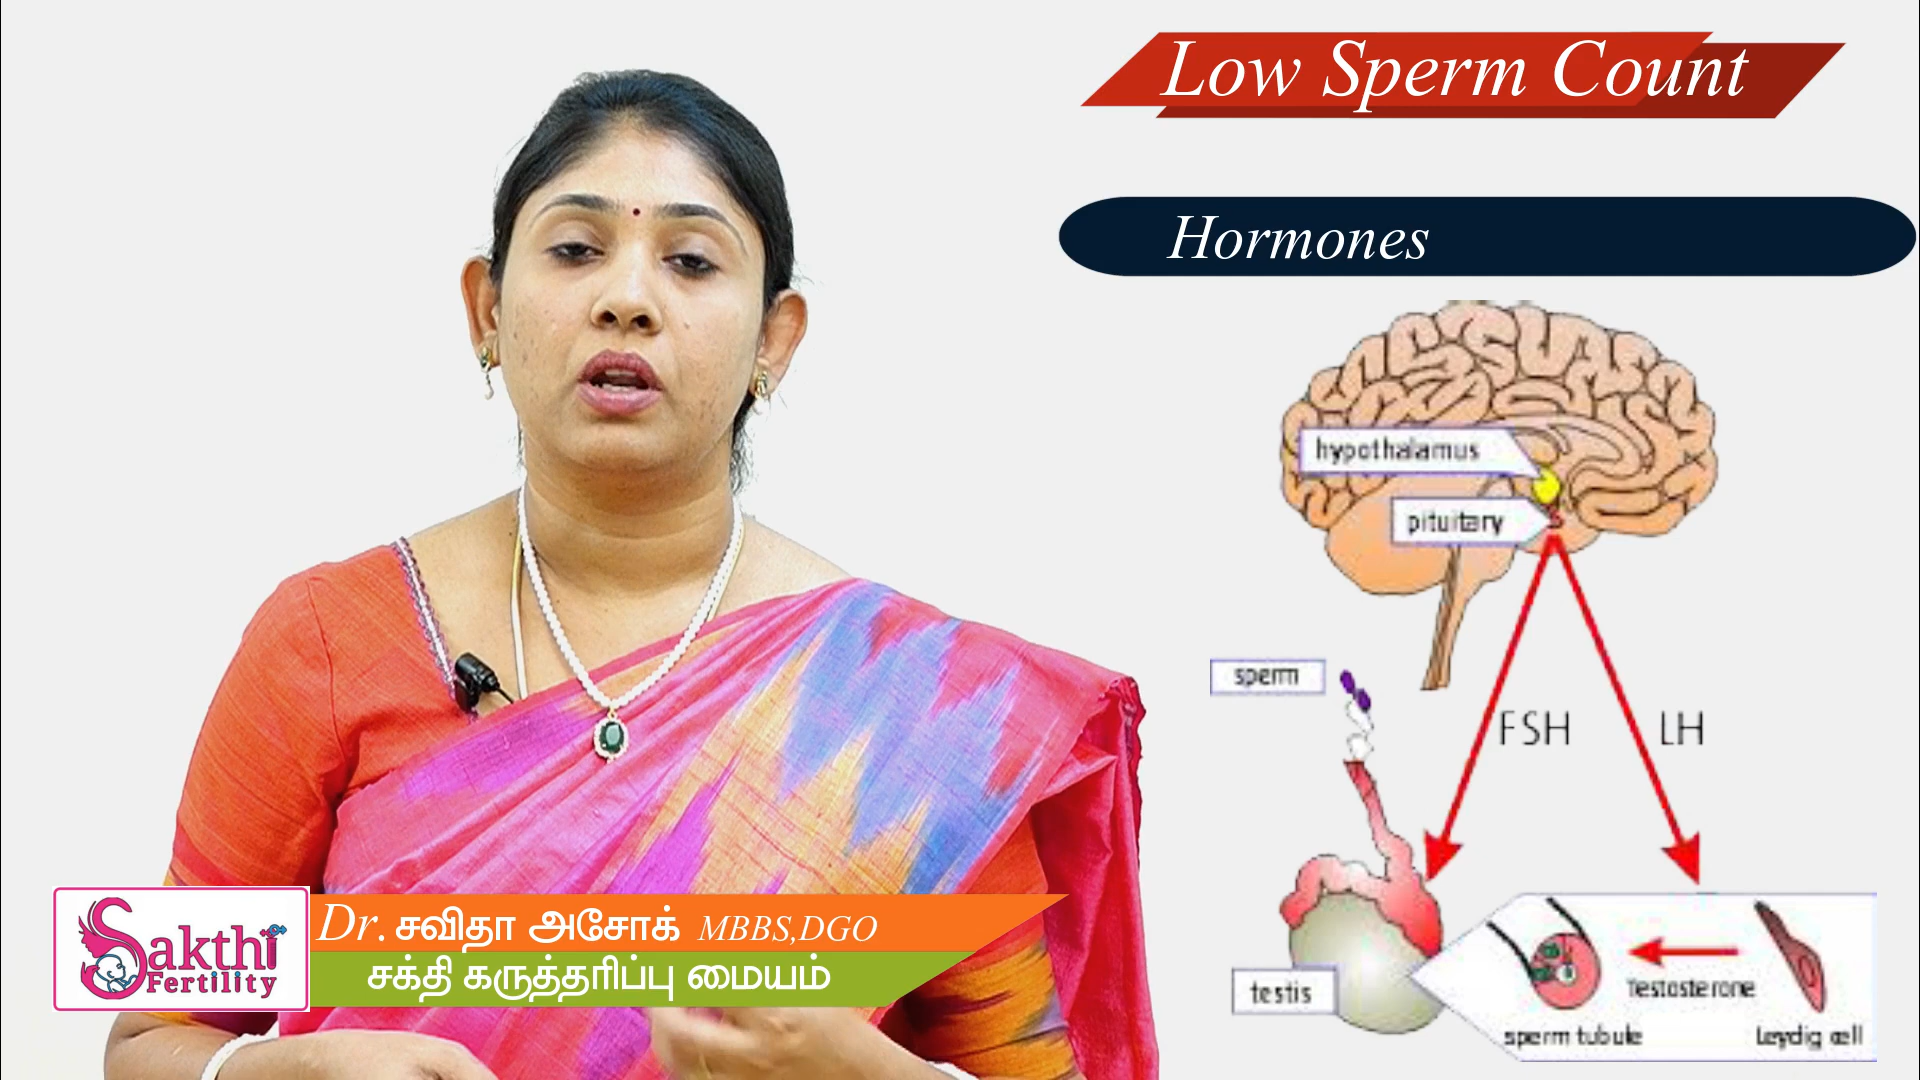 Low Sperm Count
Hormones
hypothalamus
pituitary
sperm
FSH
LH
testis
Testosterone
sperm tubule
Leydig cell
Sakthi
Fertility
Dr. சவிதா அசோக் MBBS,DGO
சக்தி கருத்தரிப்பு மையம்